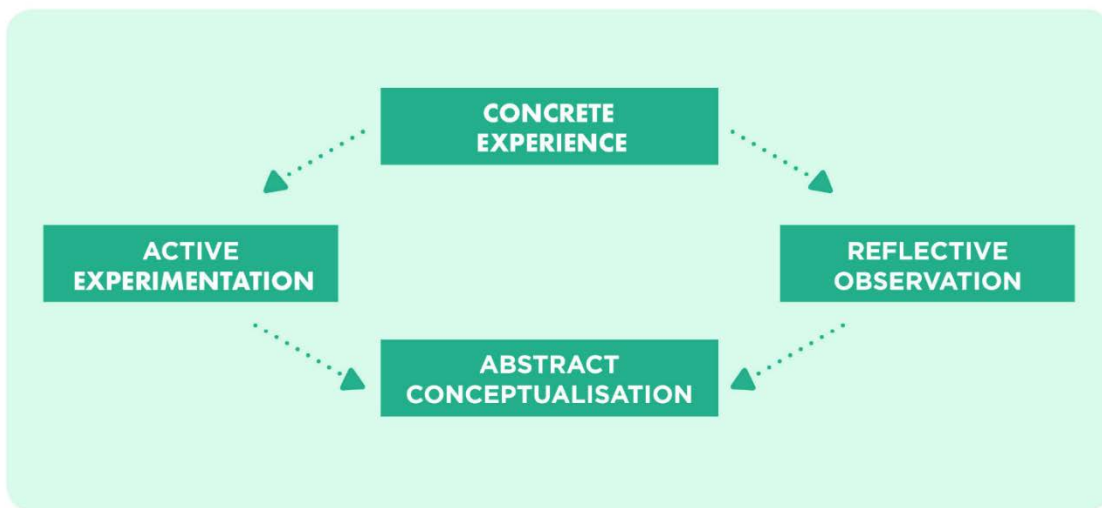 CONCRETE
EXPERIENCE
ACTIVE
EXPERIMENTATION
REFLECTIVE
OBSERVATION
ABSTRACT
CONCEPTUALISATION